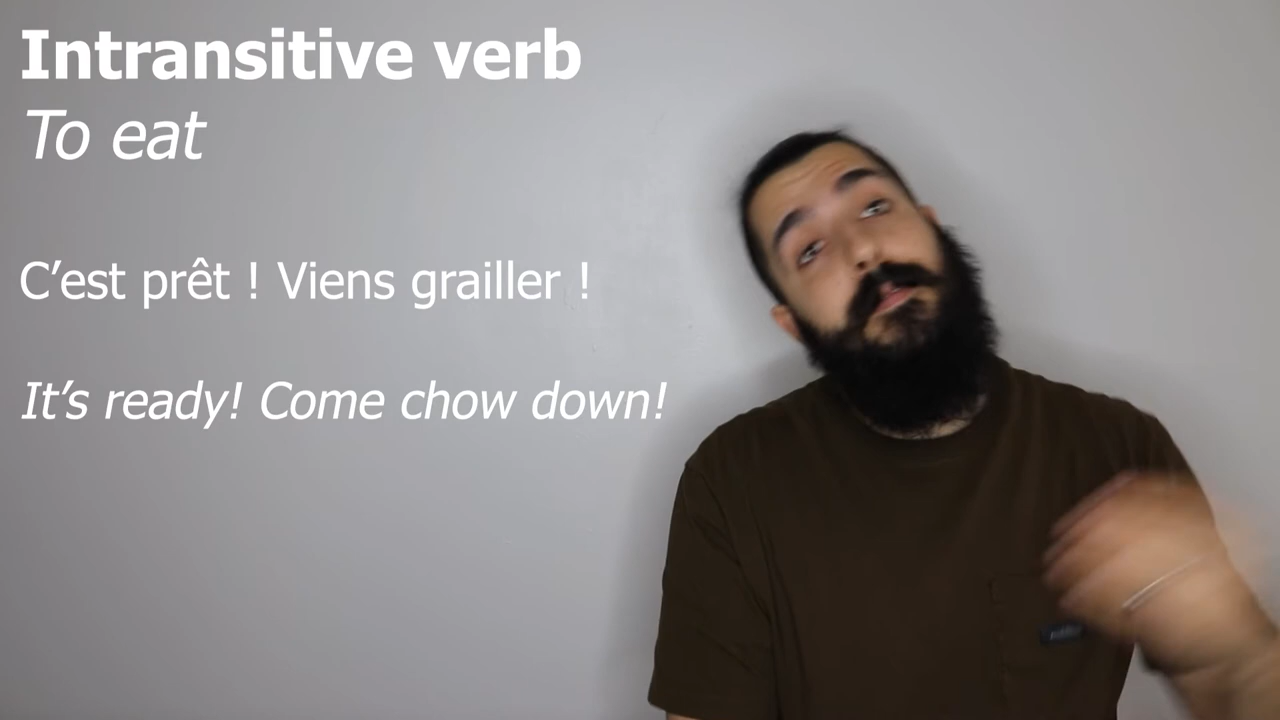 Intransitive verb
To eat
C’est prêt ! Viens grailler !
It’s ready! Come chow down!